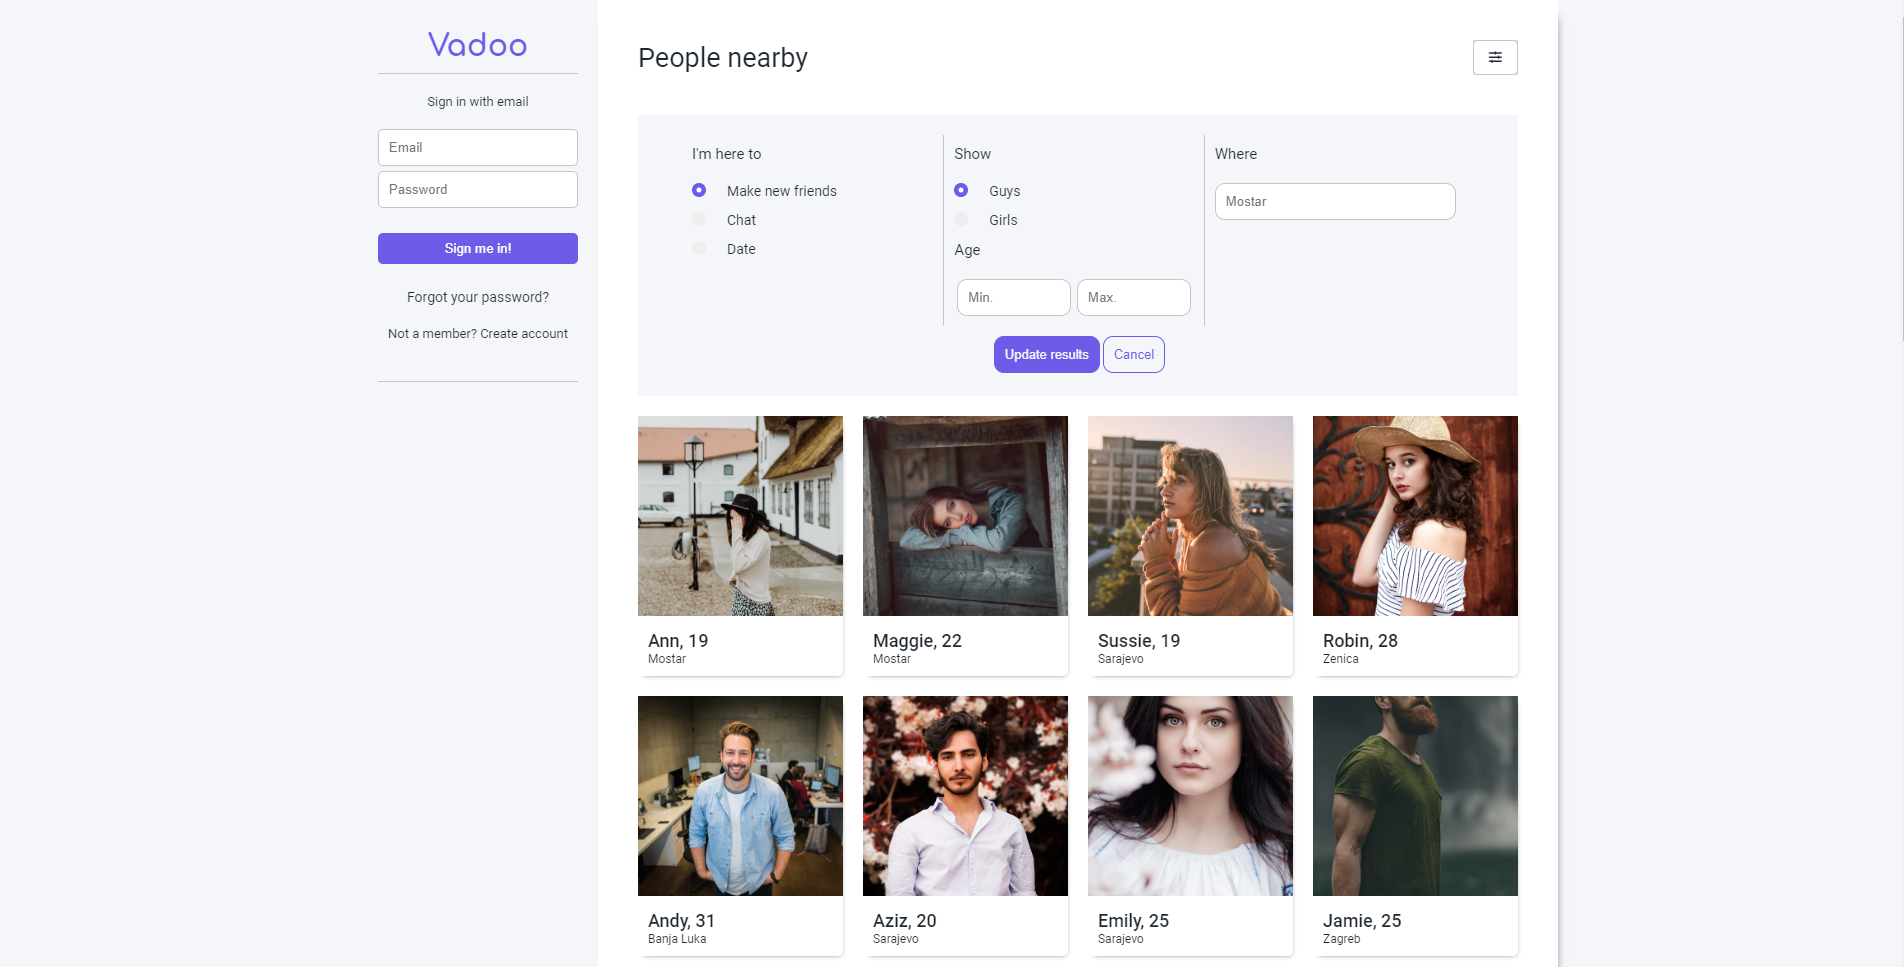 Vadoo
Sign in with email
Email
Password
Sign me in!
Forgot your password?
Not a member? Create account
People nearby
I'm here to
Make new friends
Chat
Date
Show
Guys
Girls
Age
Min.
Max.
Where
Mostar
Update results
Cancel
Ann, 19
Mostar
Maggie, 22
Mostar
Sussie, 19
Sarajevo
Robin, 28
Zenica
Andy, 31
Banja Luka
Aziz, 20
Sarajevo
Emily, 25
Sarajevo
Jamie, 25
Zagreb